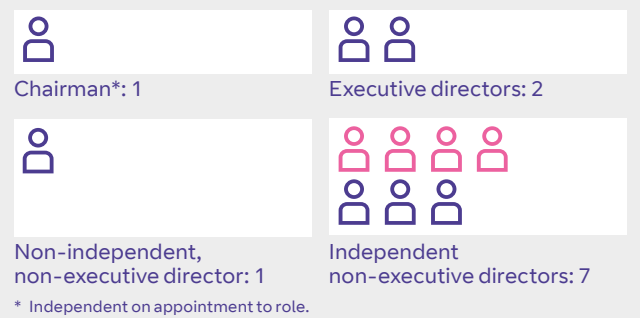 Chairman*: 1
Executive directors: 2
Non-independent,
non-executive director: 1
Independent
non-executive directors: 7
* Independent on appointment to role.